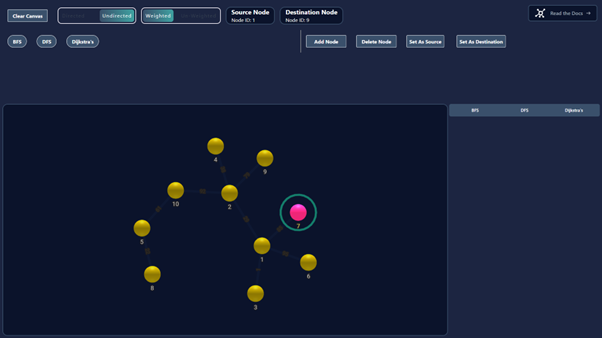 Clear Canvas
Undirected
Weighted
Source Node
Node ID: 1
Destination Node
Node ID: 9
Read the Docs →
BFS
DFS
Dijkstra's
Add Node
Delete Node
Set As Source
Set As Destination
BFS
DFS
Dijkstra's
4
9
10
2
7
5
1
6
8
3